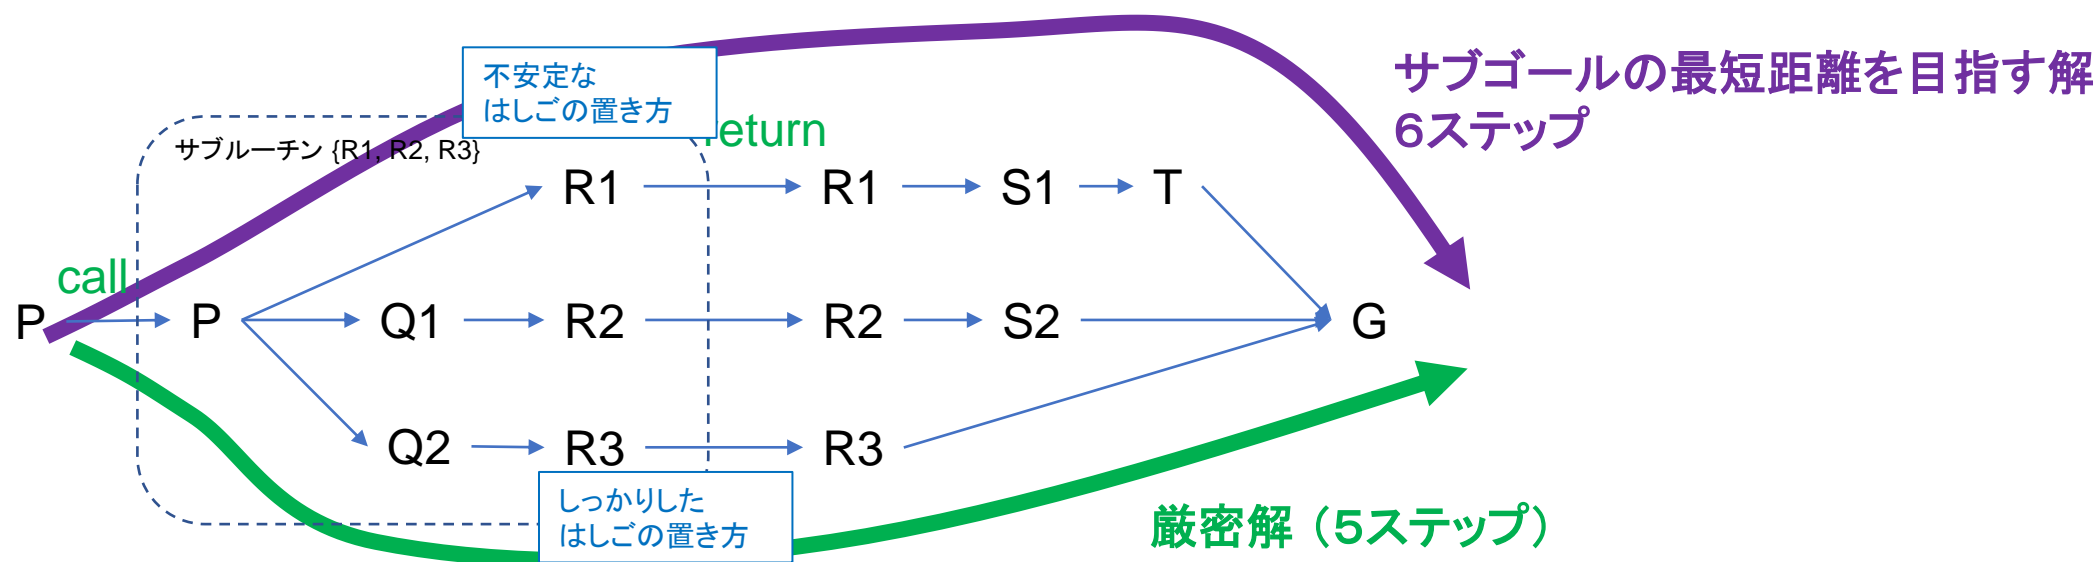 不安定な
はしごの置き方
サブゴールの最短距離を目指す解
６ステップ
return
サブルーチン {R1, R2, R3}
R1 R1 S1 T
call
P P Q1 R2 R2 S2 G
Q2 R3 R3
しっかりした
はしごの置き方
厳密解（５ステップ）